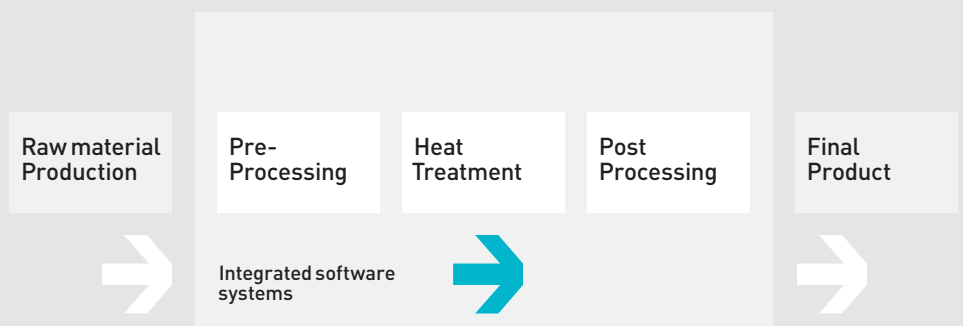 Raw material
Production
Pre-
Processing
Heat
Treatment
Post
Processing
Final
Product
Integrated software
systems